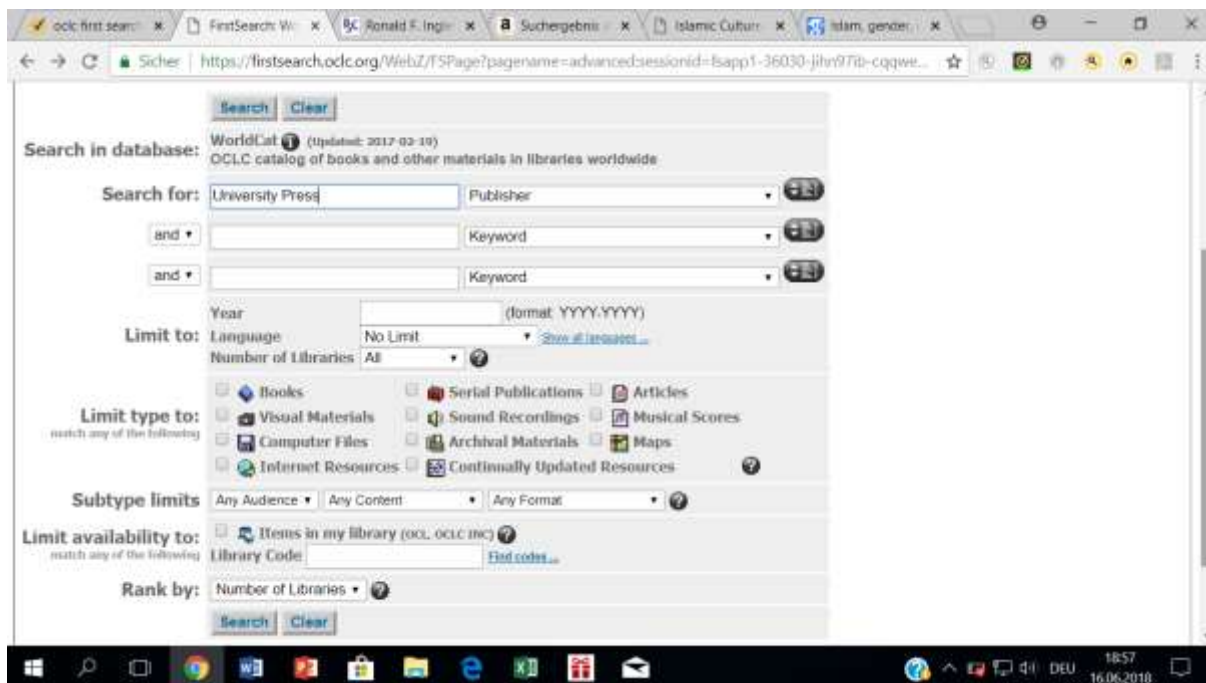 oclc first sear
FirstSearch: Wo
Ronald F. Ingle
Suchergebnis
Islamic Culture
Islam, gender,
Sicher https://firstsearch.oclc.org/WebZ/FSPage?pagename=advanced:sessionid=fsapp1-36030-jihn97ib-cqqwe...
Search Clear
Search in database: WorldCat (Updated: 2017-02-19)
OCLC catalog of books and other materials in libraries worldwide
Search for: University Press Publisher
and Keyword
and Keyword
Year (format: YYYY-YYYY)
Limit to: Language No Limit Show all languages ...
Number of Libraries All
Books Serial Publications Articles
Limit type to: Visual Materials Sound Recordings Musical Scores
match any of the following
Computer Files Archival Materials Maps
Internet Resources Continually Updated Resources
Subtype limits Any Audience Any Content Any Format
Limit availability to: Items in my library (OCL, OCLC INC)
match any of the following Library Code Find codes ...
Rank by: Number of Libraries
Search Clear
DEU 18:57
16.06.2018